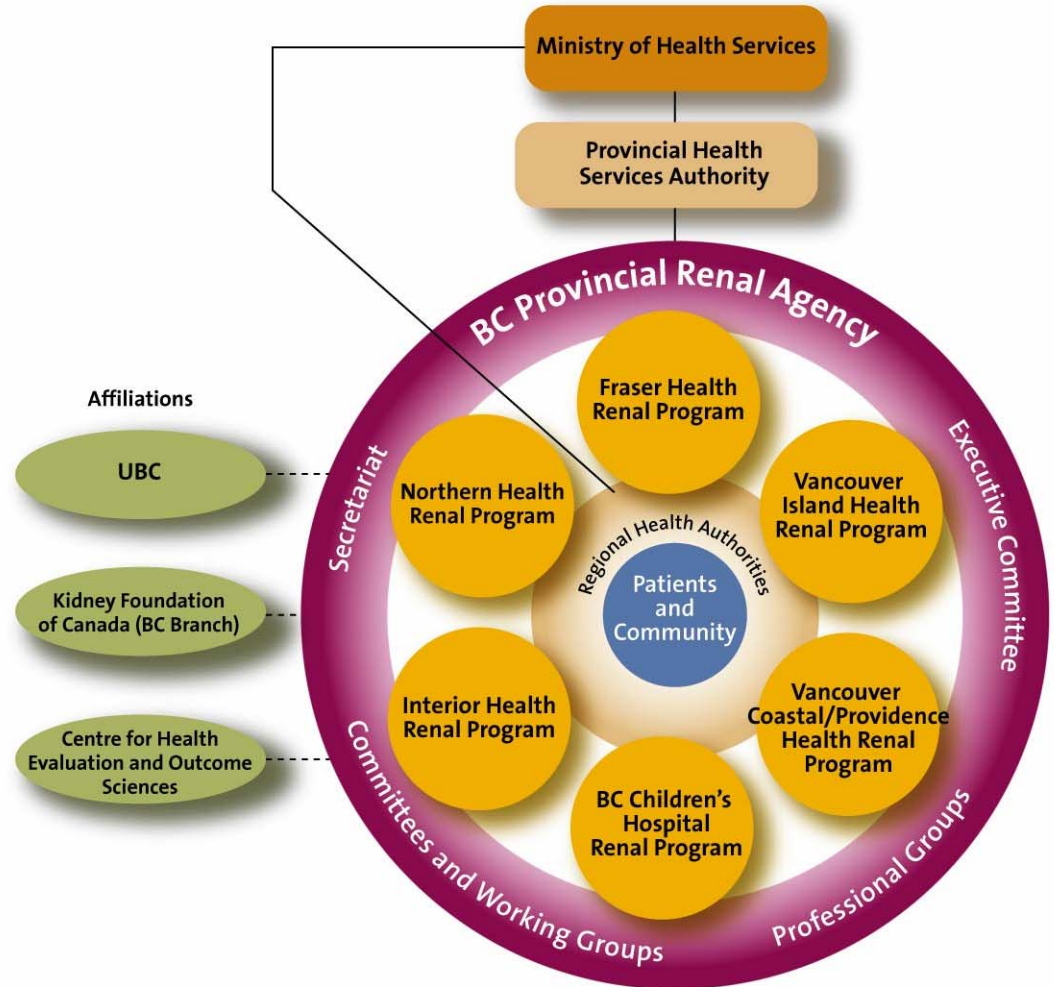 Ministry of Health Services
Provincial Health
Services Authority
BC Provincial Renal Agency
Executive Committee
Professional Groups
Committees and Working Groups
Secretariat
Fraser Health
Renal Program
Vancouver
Island Health
Renal Program
Vancouver
Coastal/Providence
Health Renal
Program
BC Children's
Hospital
Renal Program
Interior Health
Renal Program
Northern Health
Renal Program
Regional Health Authorities
Patients
and
Community
Affiliations
UBC
Kidney Foundation
of Canada (BC Branch)
Centre for Health
Evaluation and Outcome
Sciences